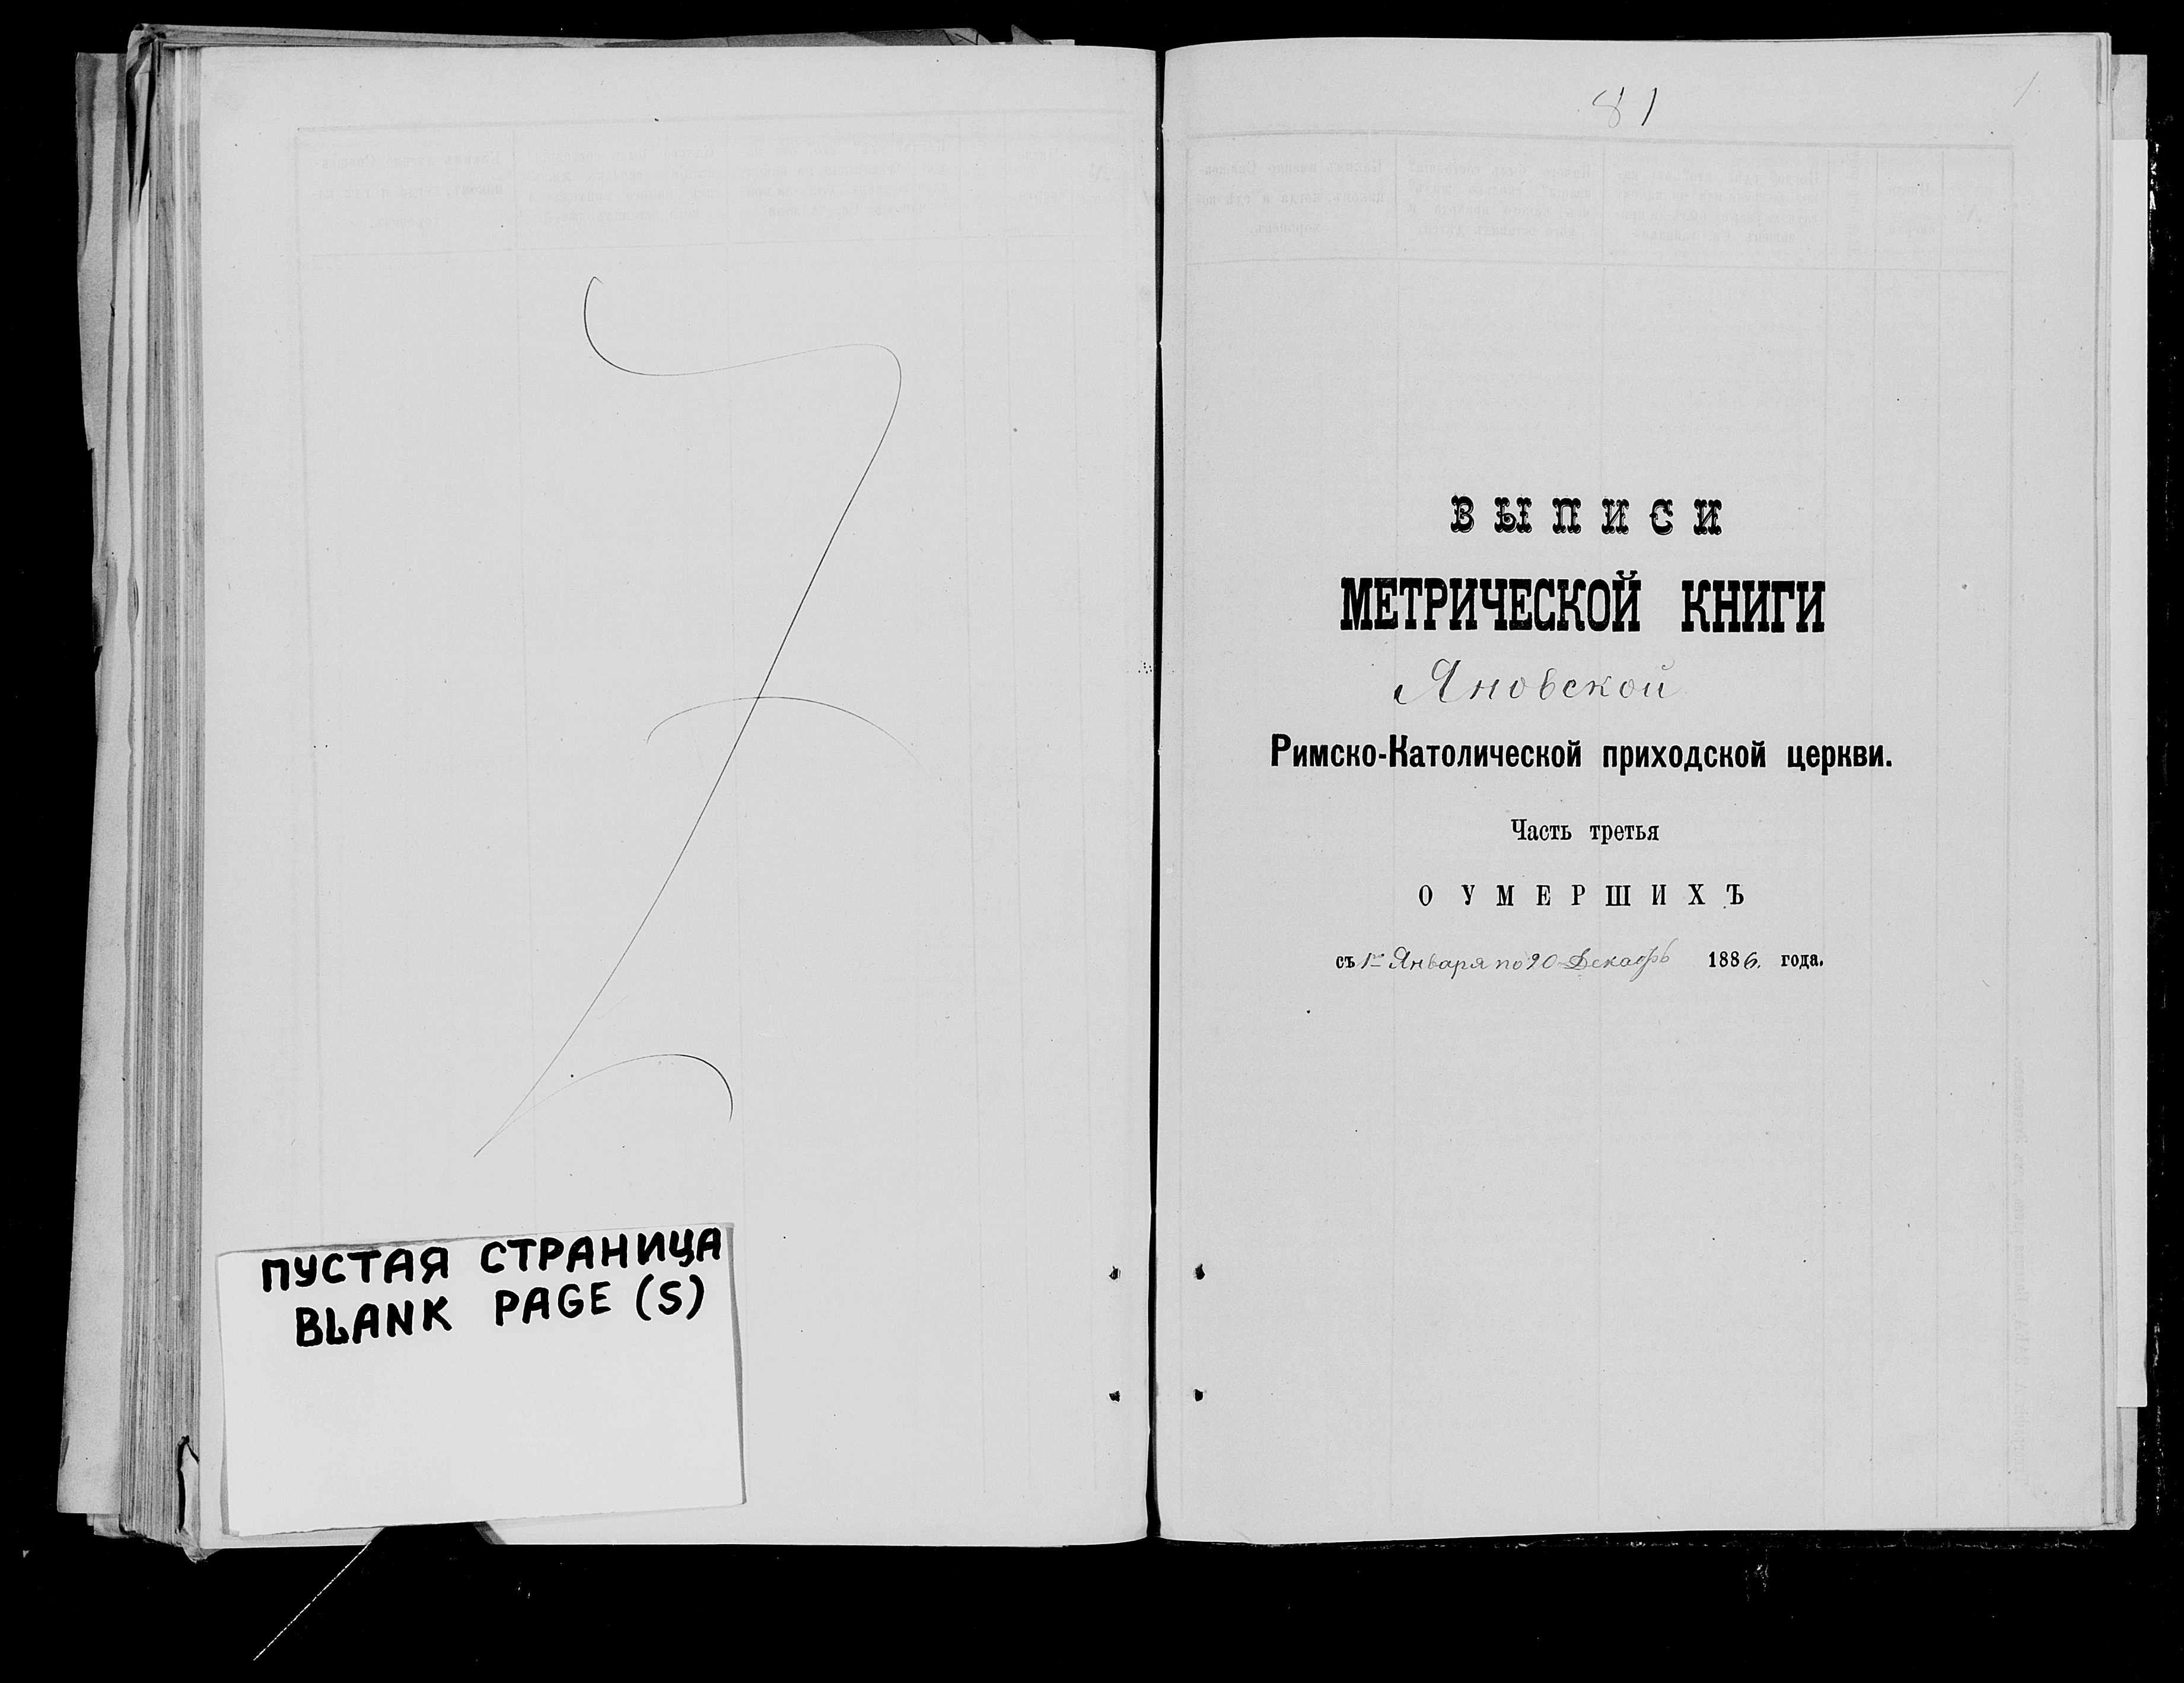 ПУСТАЯ СТРАНИЦА
BLANK PAGE (S)
81
ВЫПИСИ
МЕТРИЧЕСКОЙ КНИГИ
Яновской
Римско-Католической приходской церкви.
Часть третья
О УМЕРШИХЪ
съ 1го Января по 20 Декабрь 1886. года.